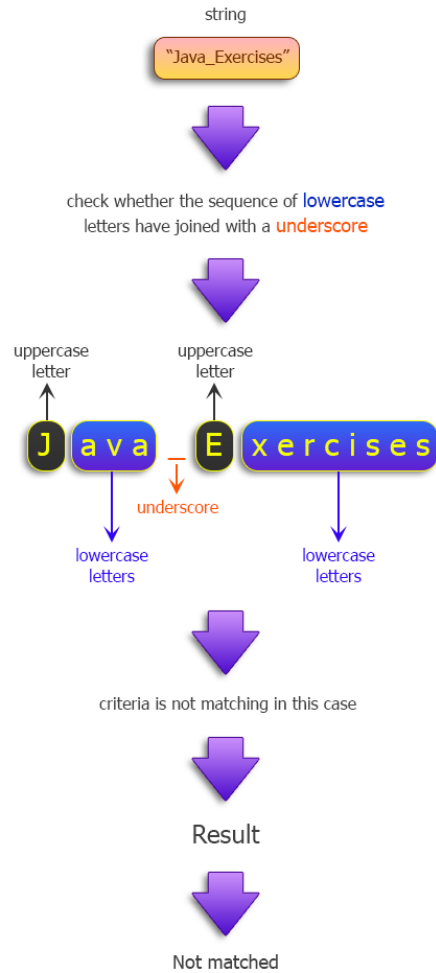 string
“Java_Exercises”
check whether the sequence of lowercase
letters have joined with a underscore
uppercase
letter
uppercase
letter
J a v a _ E x e r c i s e s
underscore
lowercase
letters
lowercase
letters
criteria is not matching in this case
Result
Not matched